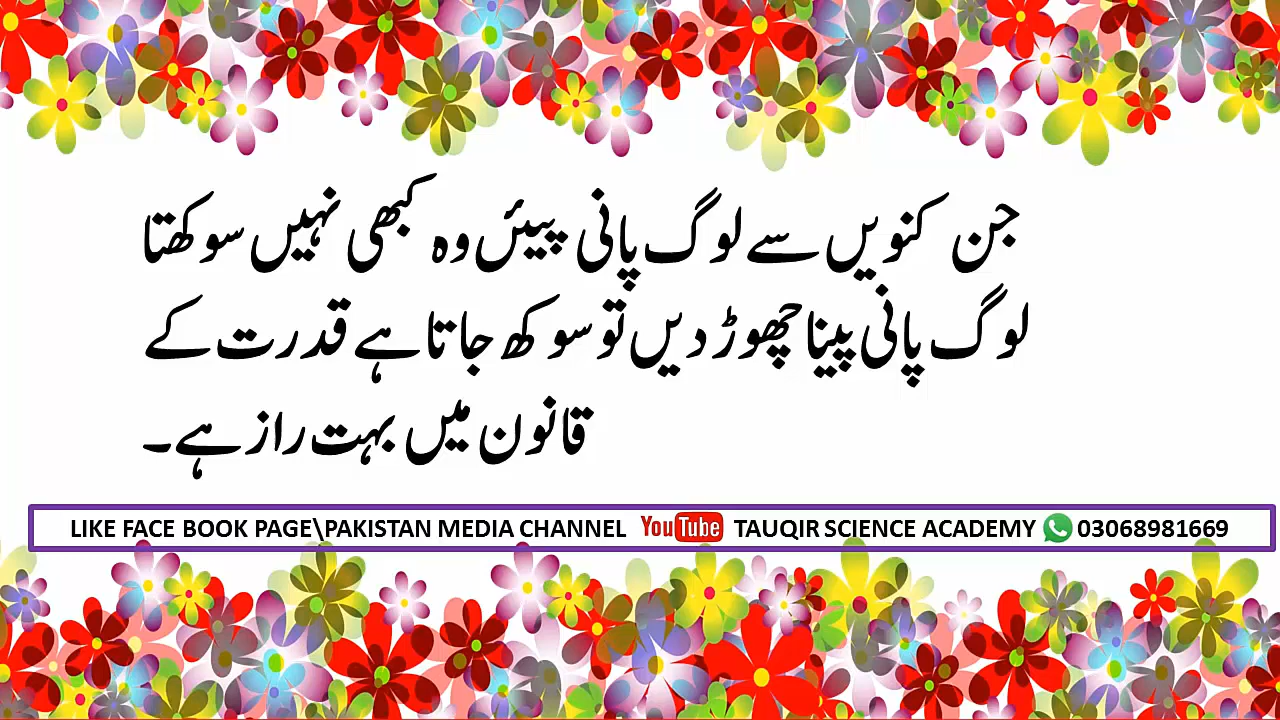 جن کنویں سے لوگ پانی پیئں وہ کبھی نہیں سوکھتا
لوگ پانی پینا چھوڑ دیں تو سوکھ جاتا ہے قدرت کے
قانون میں بہت راز ہے۔
LIKE FACE BOOK PAGE\PAKISTAN MEDIA CHANNEL YouTube TAUQIR SCIENCE ACADEMY 03068981669